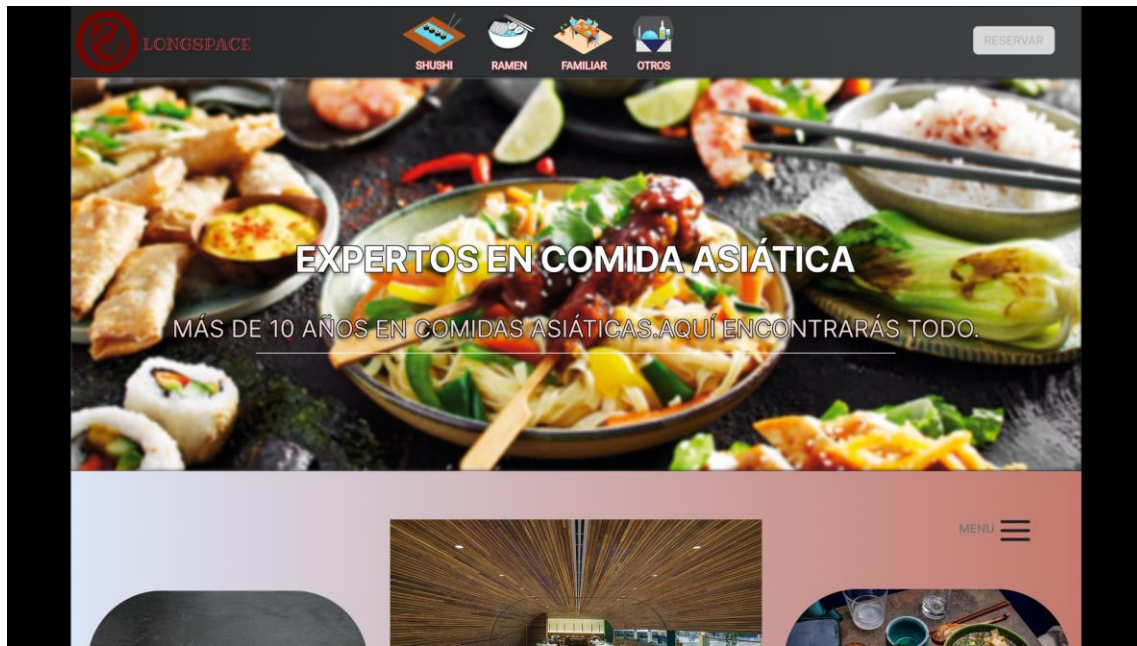 LONGSPACE
SHUSHI RAMEN FAMILIAR OTROS
RESERVAR
EXPERTOS EN COMIDA ASIÁTICA
MÁS DE 10 AÑOS EN COMIDAS ASIÁTICAS.AQUÍ ENCONTRARÁS TODO.
MENU